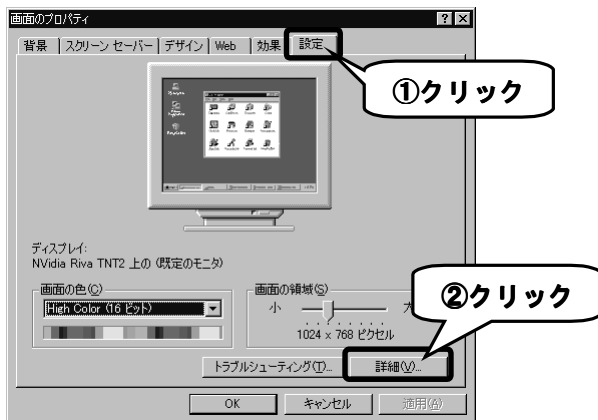 画面のプロパティ
背景 スクリーン セーバー デザイン Web 効果 設定
①クリック
ディスプレイ:
NVidia Riva TNT2 上の (既定のモニタ)
画面の色(C)
High Color (16 ビット)
画面の領域(S)
小
1024 x 768 ピクセル
②クリック
トラブルシューティング(T)...
詳細(V)...
OK
キャンセル
適用(A)